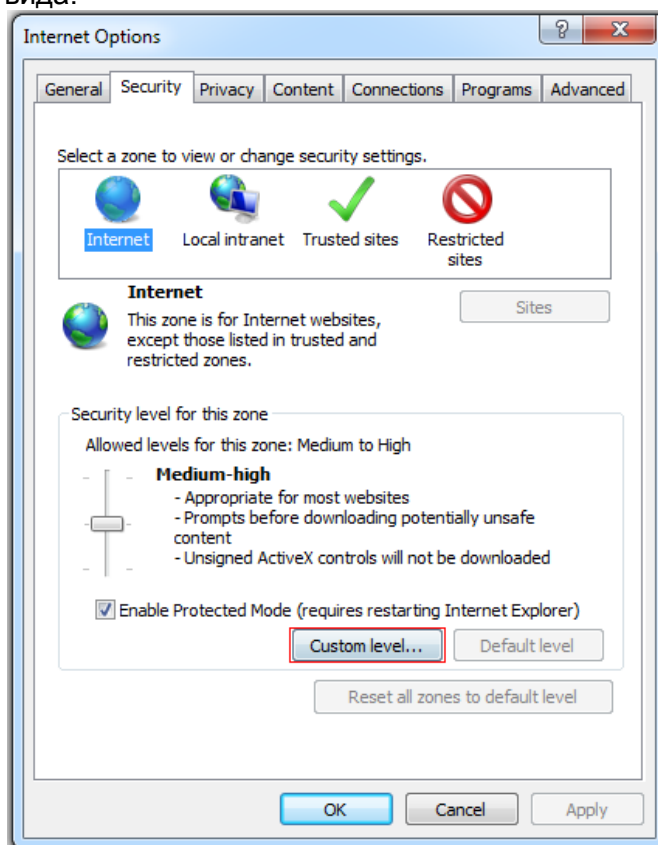 вида:
Internet Options
General Security Privacy Content Connections Programs Advanced
Select a zone to view or change security settings.
Internet Local intranet Trusted sites Restricted
sites
Internet
Sites
This zone is for Internet websites,
except those listed in trusted and
restricted zones.
Security level for this zone
Allowed levels for this zone: Medium to High
Medium-high
- Appropriate for most websites
- Prompts before downloading potentially unsafe
content
- Unsigned ActiveX controls will not be downloaded
Enable Protected Mode (requires restarting Internet Explorer)
Custom level... Default level
Reset all zones to default level
OK Cancel Apply